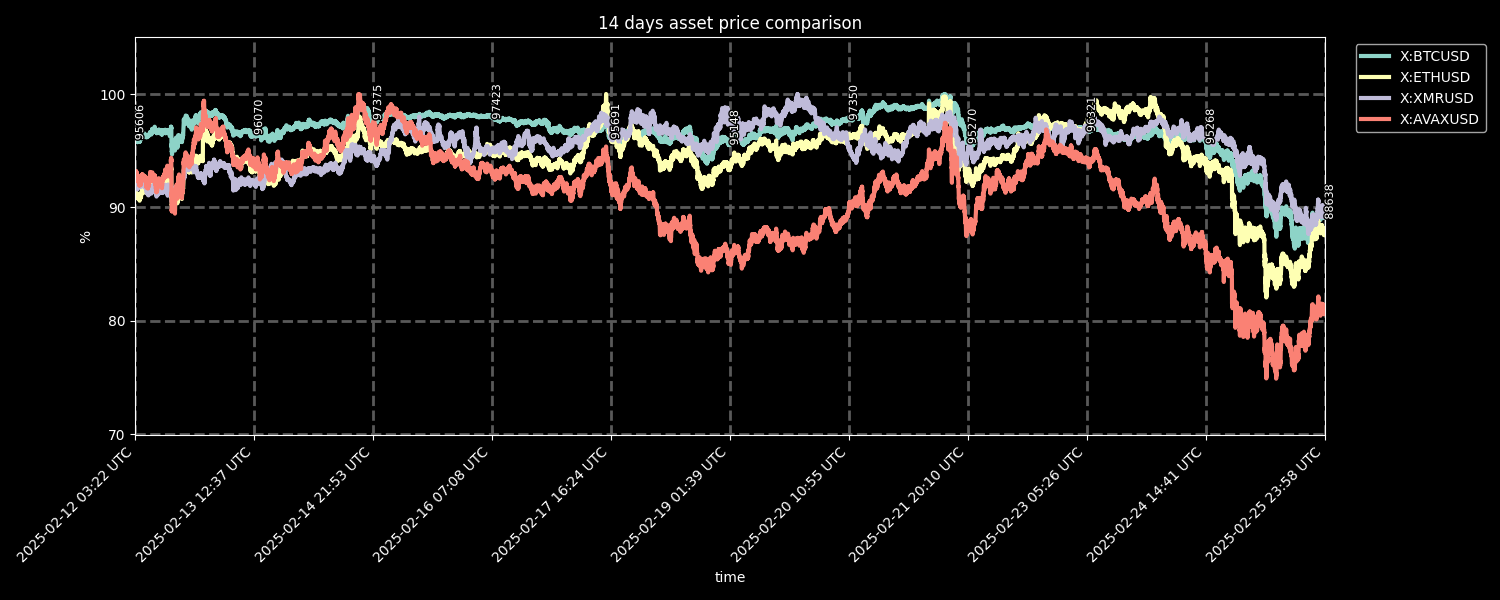 14 days asset price comparison
X:BTCUSD
X:ETHUSD
X:XMRUSD
X:AVAXUSD
100
90
80
70
%
95606
96070
97375
97423
95691
95148
97350
95270
96321
95268
88638
2025-02-12 03:22 UTC
2025-02-13 12:37 UTC
2025-02-14 21:53 UTC
2025-02-16 07:08 UTC
2025-02-17 16:24 UTC
2025-02-19 01:39 UTC
2025-02-20 10:55 UTC
2025-02-21 20:10 UTC
2025-02-23 05:26 UTC
2025-02-24 14:41 UTC
2025-02-25 23:58 UTC
time